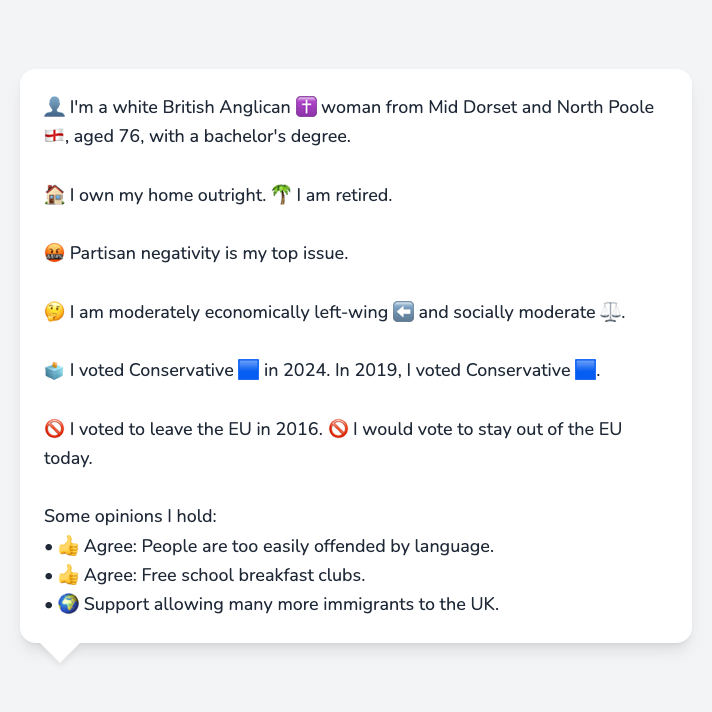 👤 I'm a white British Anglican ✝️ woman from Mid Dorset and North Poole
🏴󠁧󠁢󠁥󠁮󠁧󠁿, aged 76, with a bachelor's degree.
🏠 I own my home outright. 🌴 I am retired.
🤬 Partisan negativity is my top issue.
🤔 I am moderately economically left-wing ⬅️ and socially moderate ⚖️.
🗳️ I voted Conservative 🟦 in 2024. In 2019, I voted Conservative 🟦.
🚫 I voted to leave the EU in 2016. 🚫 I would vote to stay out of the EU
today.
Some opinions I hold:
• 👍 Agree: People are too easily offended by language.
• 👍 Agree: Free school breakfast clubs.
• 🌍 Support allowing many more immigrants to the UK.